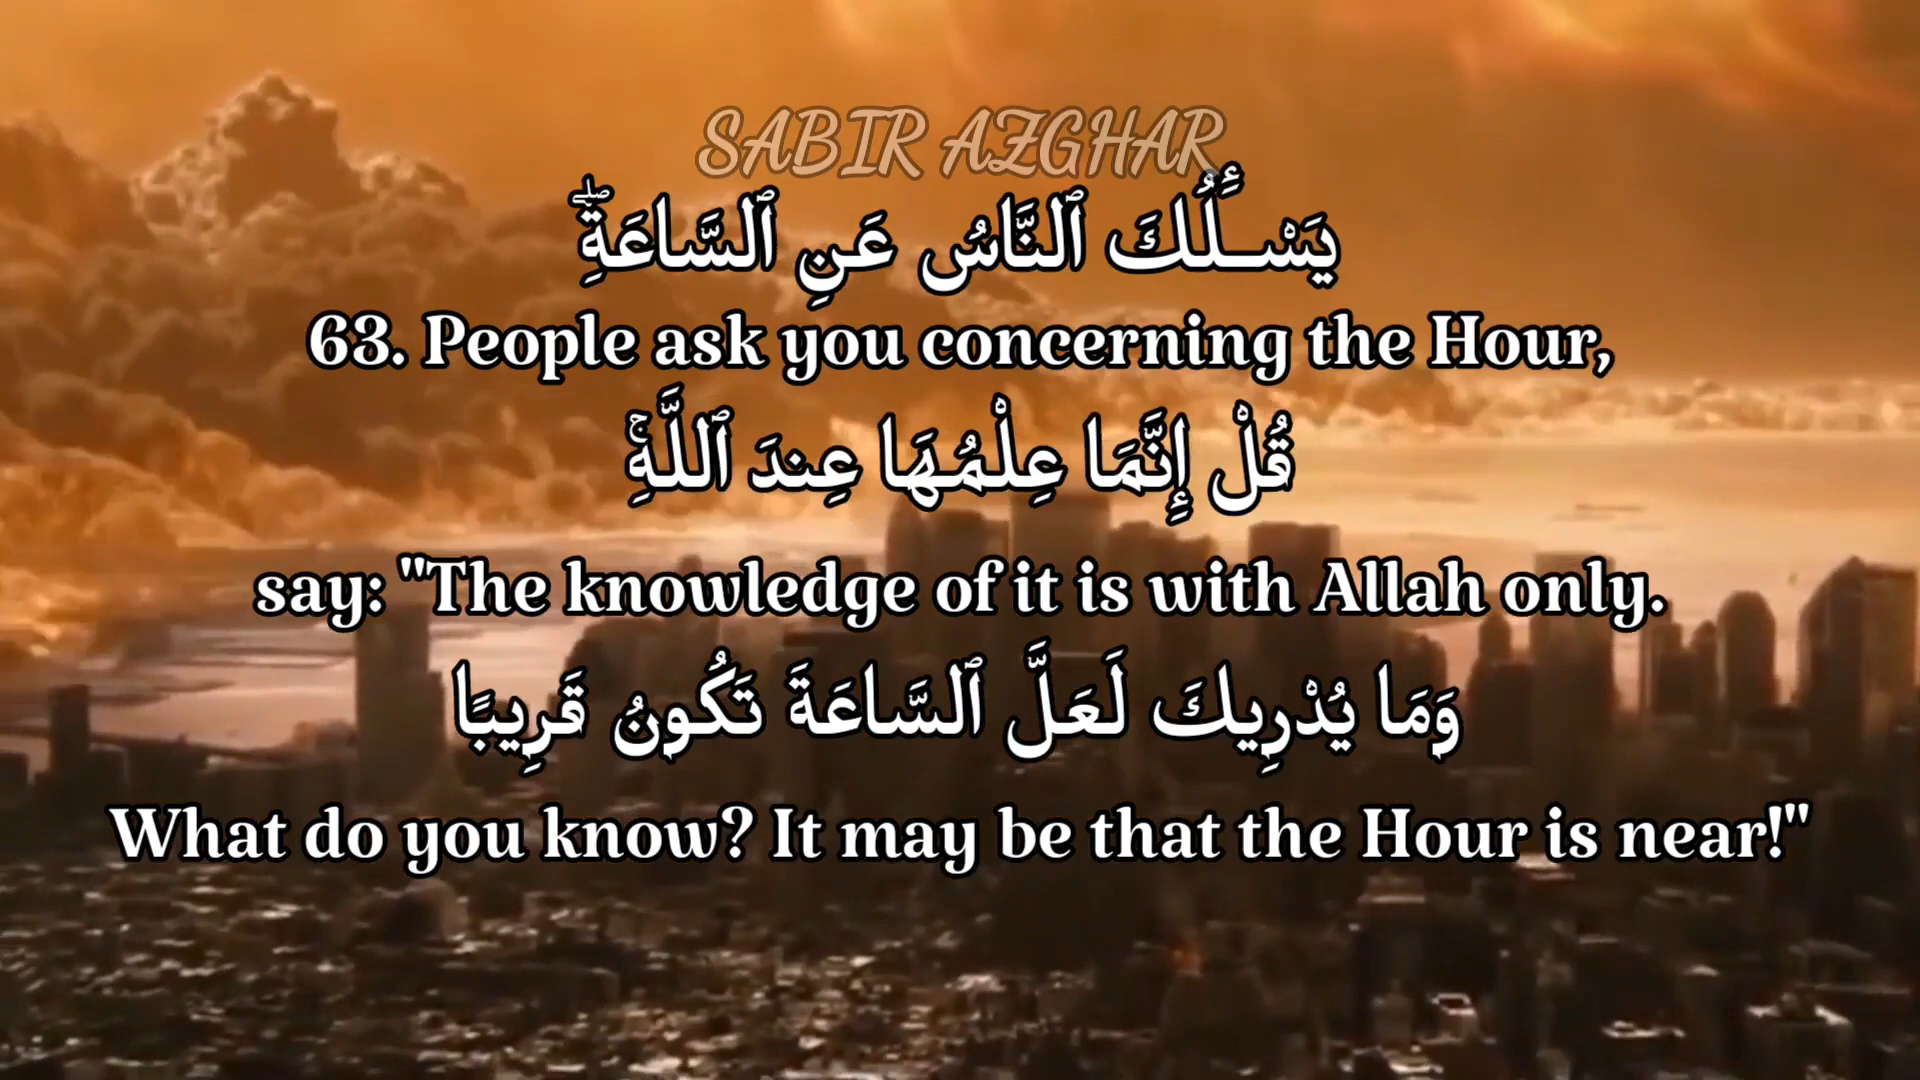 SABIR AZGHAR
يَسْـَٔلُكَ ٱلنَّاسُ عَنِ ٱلسَّاعَةِۖ
63. People ask you concerning the Hour,
قُلْ إِنَّمَا عِلْمُهَا عِندَ ٱللَّهِۚ
say: "The knowledge of it is with Allah only.
وَمَا يُدْرِيكَ لَعَلَّ ٱلسَّاعَةَ تَكُونُ قَرِيبًا
What do you know? It may be that the Hour is near!"